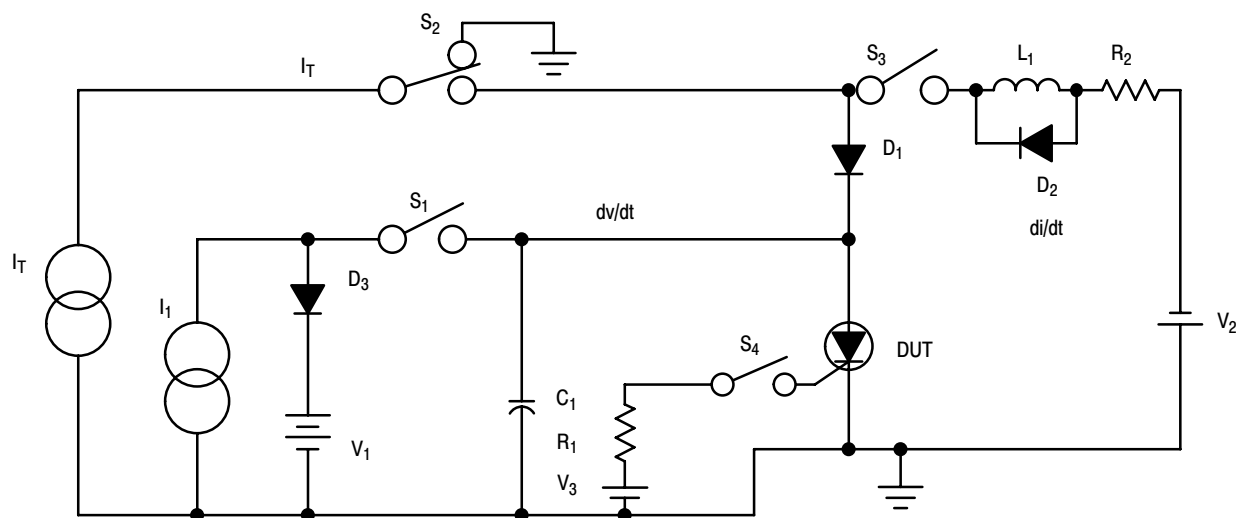 S2
IT
S3
L1
R2
D1
D2
di/dt
S1
dv/dt
IT
I1
D3
V2
S4
DUT
C1
R1
V1
V3